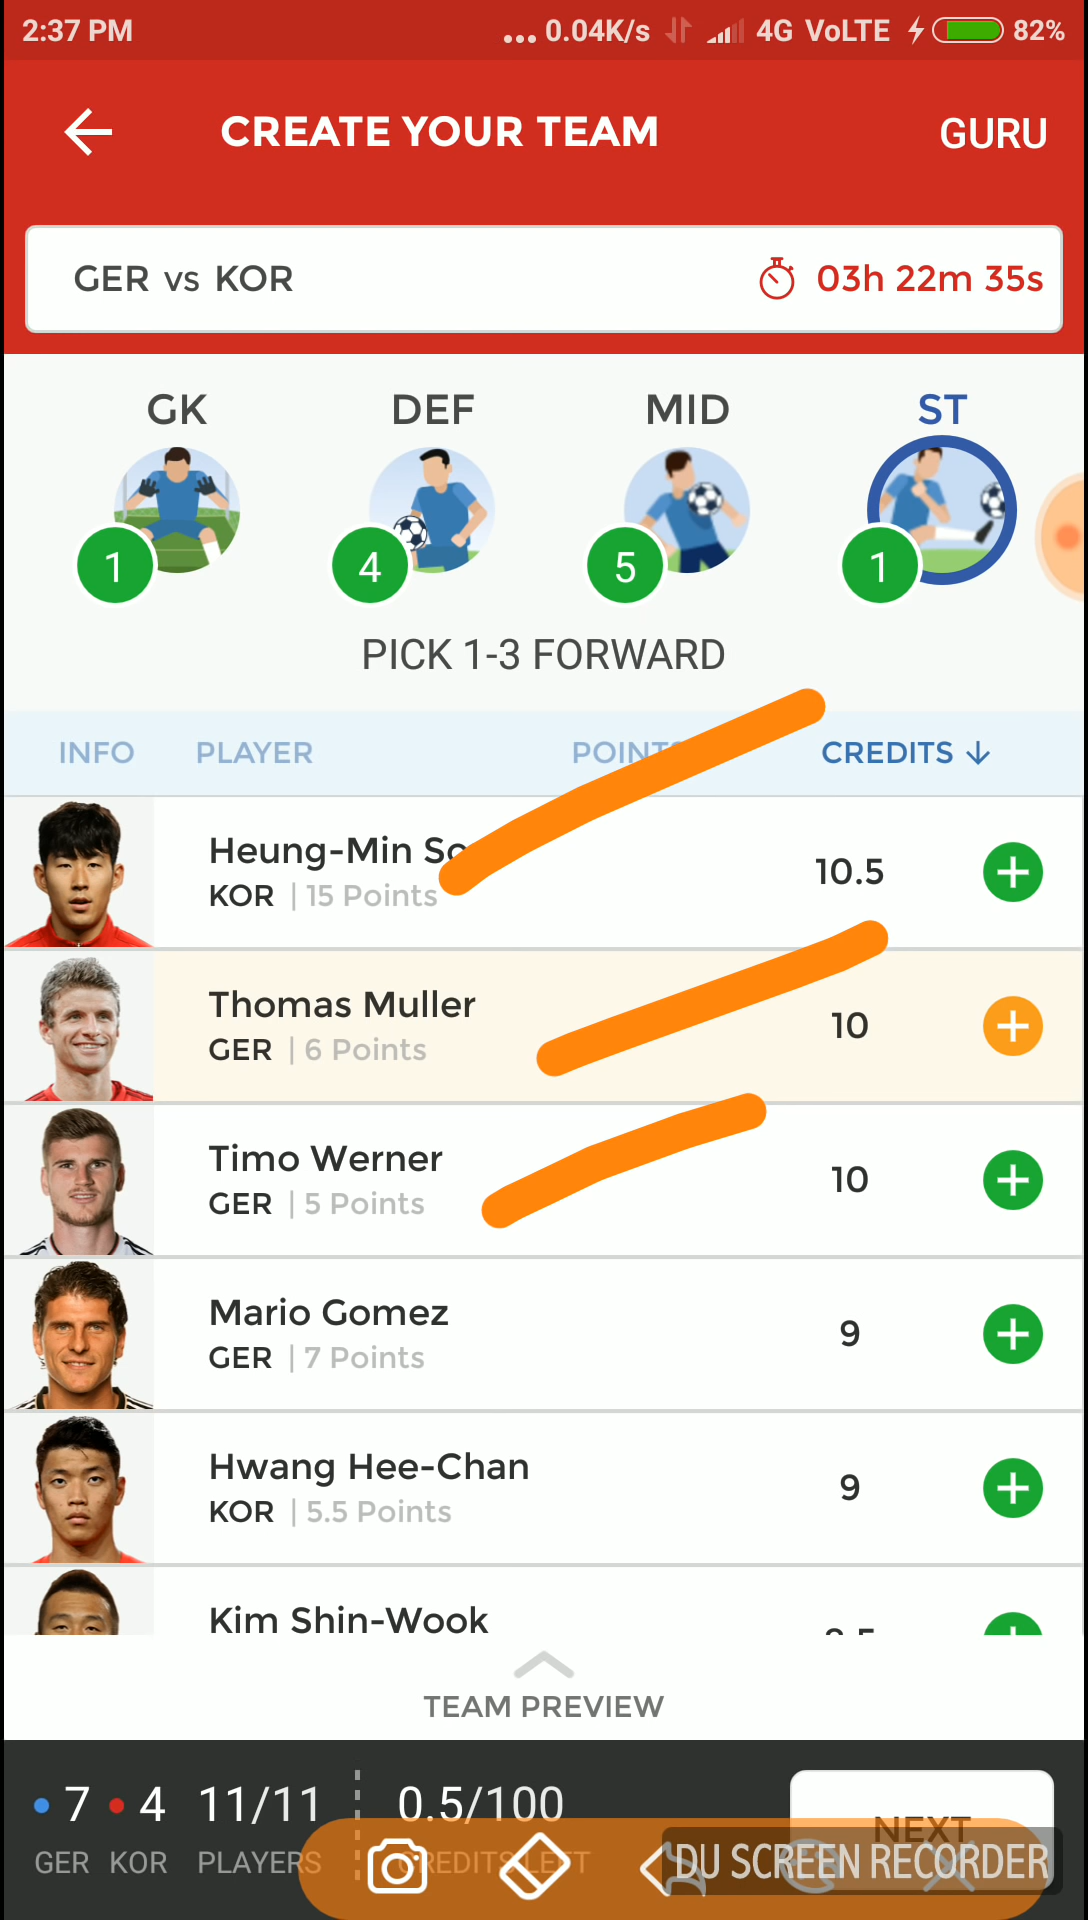 2:37 PM ... 0.04K/s 4G VoLTE 82%
CREATE YOUR TEAM GURU
GER vs KOR 03h 22m 35s
GK DEF MID ST
1 4 5 1
PICK 1-3 FORWARD
INFO PLAYER POINTS CREDITS
Heung-Min So
KOR | 15 Points 10.5
Thomas Muller
GER | 6 Points 10
Timo Werner
GER | 5 Points 10
Mario Gomez
GER | 7 Points 9
Hwang Hee-Chan
KOR | 5.5 Points 9
Kim Shin-Wook
TEAM PREVIEW
7 4 11/11 0.5/100
NEXT
GER KOR PLAYERS CREDITS LEFT
DU SCREEN RECORDER